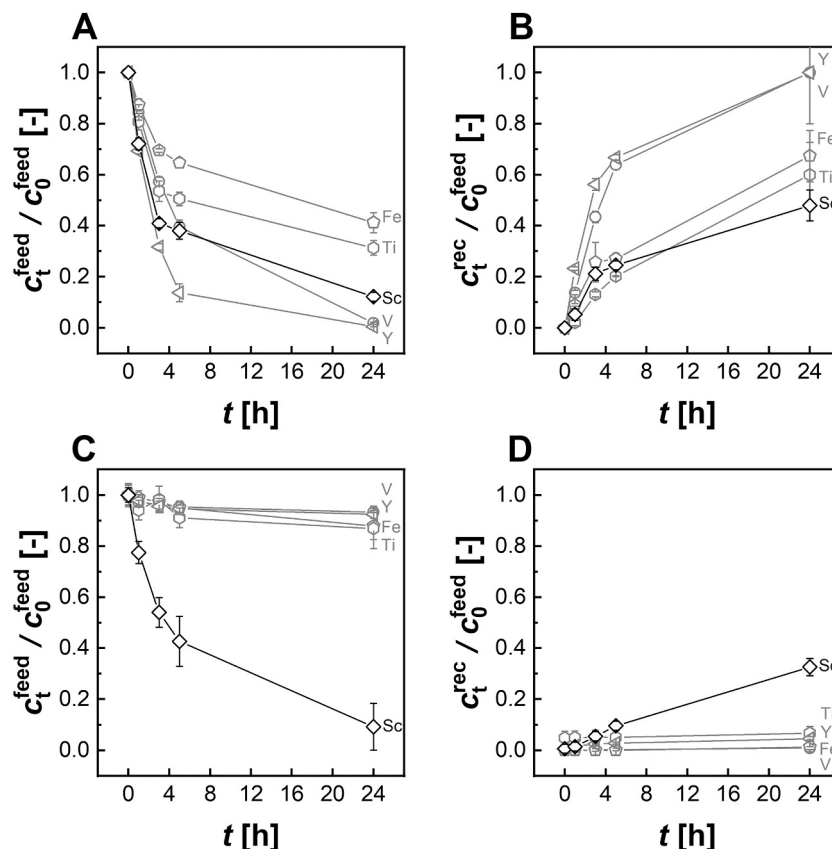 A
c_t^feed / c_0^feed [-]
1.0
0.8
0.6
0.4
0.2
0.0
Fe
Ti
Sc
V
Y
0 4 8 12 16 20 24
t [h]
B
c_t^rec / c_0^feed [-]
1.0
0.8
0.6
0.4
0.2
0.0
Y
V
Fe
Ti
Sc
0 4 8 12 16 20 24
t [h]
C
c_t^feed / c_0^feed [-]
1.0
0.8
0.6
0.4
0.2
0.0
V
Y
Fe
Ti
Sc
0 4 8 12 16 20 24
t [h]
D
c_t^rec / c_0^feed [-]
1.0
0.8
0.6
0.4
0.2
0.0
Sc
Ti
Y
Fe
V
0 4 8 12 16 20 24
t [h]